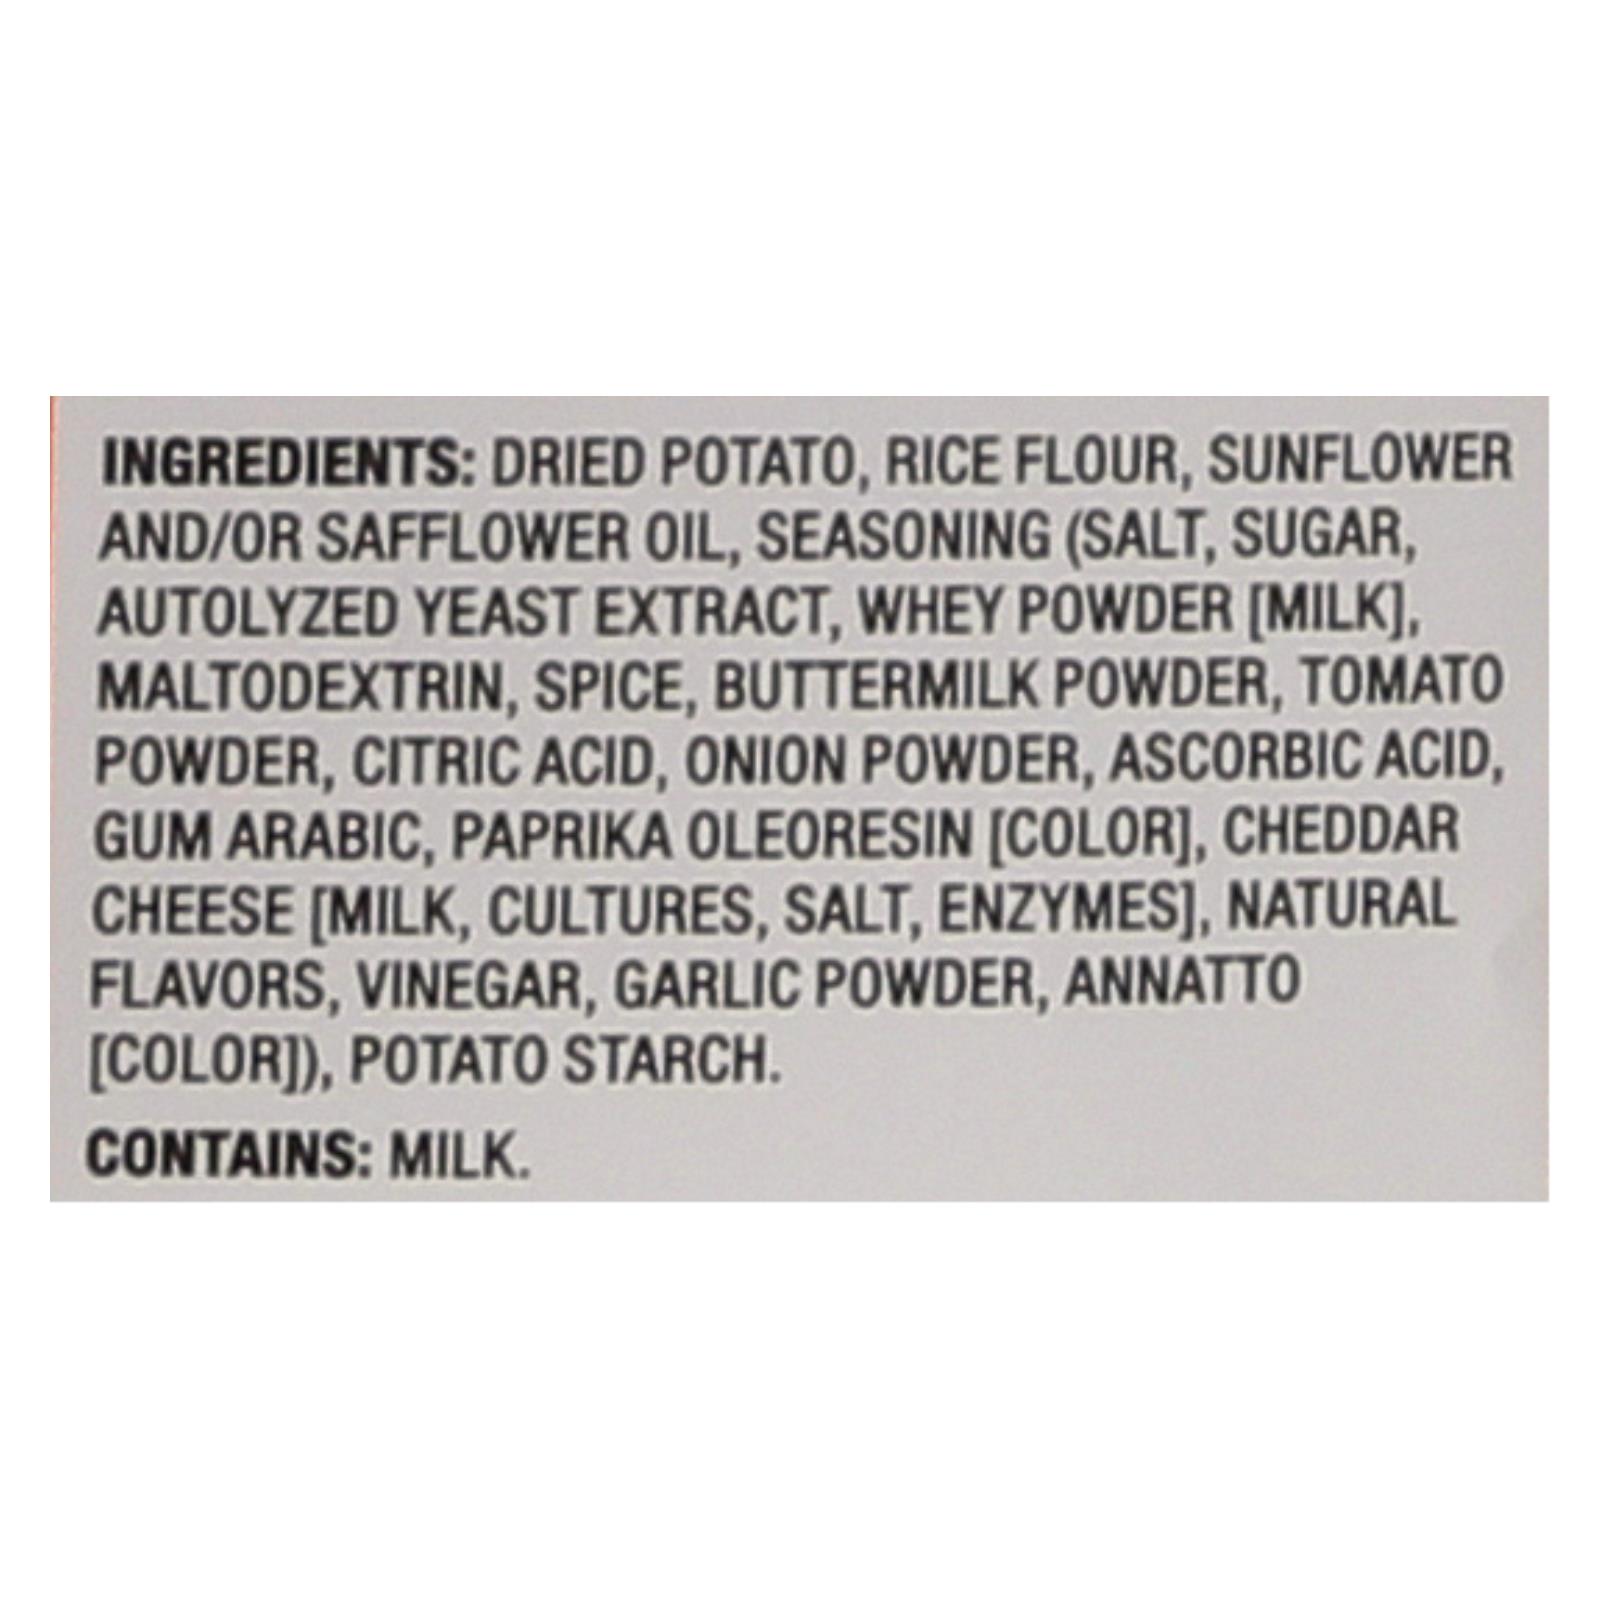 INGREDIENTS: DRIED POTATO, RICE FLOUR, SUNFLOWER
AND/OR SAFFLOWER OIL, SEASONING (SALT, SUGAR,
AUTOLYZED YEAST EXTRACT, WHEY POWDER [MILK],
MALTODEXTRIN, SPICE, BUTTERMILK POWDER, TOMATO
POWDER, CITRIC ACID, ONION POWDER, ASCORBIC ACID,
GUM ARABIC, PAPRIKA OLEORESIN [COLOR], CHEDDAR
CHEESE [MILK, CULTURES, SALT, ENZYMES], NATURAL
FLAVORS, VINEGAR, GARLIC POWDER, ANNATTO
[COLOR]), POTATO STARCH.
CONTAINS: MILK.